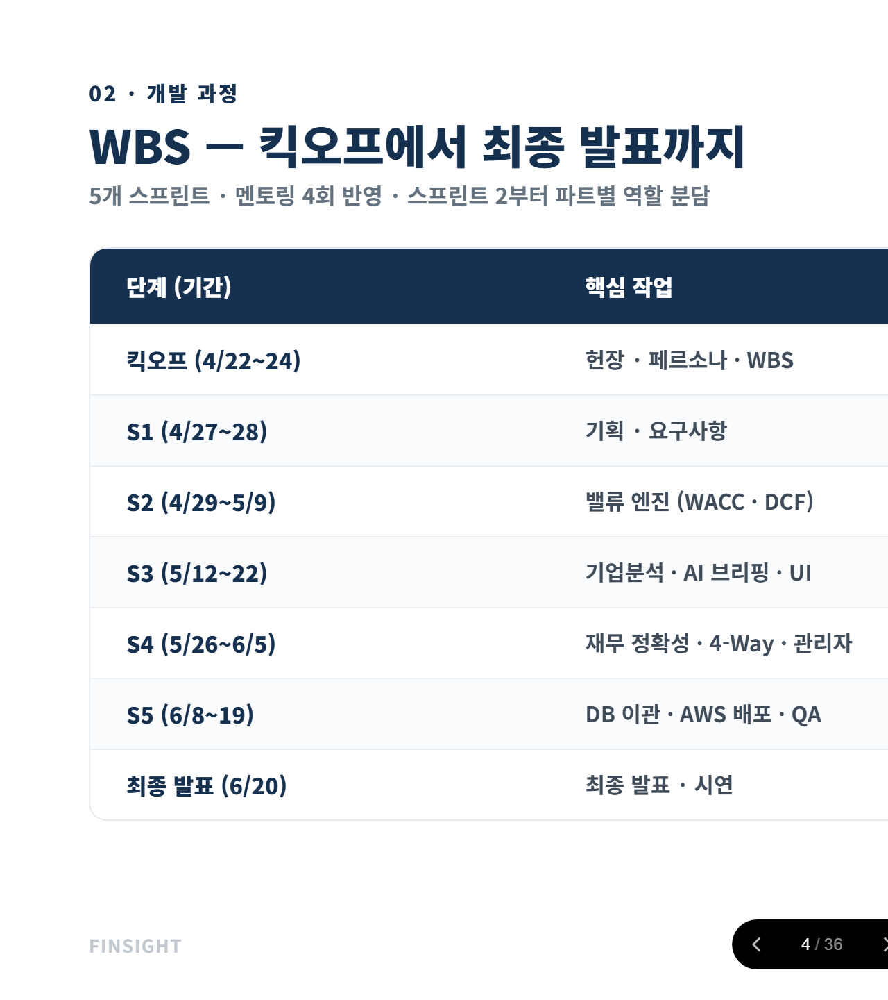 02 · 개발 과정
WBS — 킥오프에서 최종 발표까지
5개 스프린트 · 멘토링 4회 반영 · 스프린트 2부터 파트별 역할 분담
단계 (기간) 핵심 작업
킥오프 (4/22~24) 헌장 · 페르소나 · WBS
S1 (4/27~28) 기획 · 요구사항
S2 (4/29~5/9) 밸류 엔진 (WACC · DCF)
S3 (5/12~22) 기업분석 · AI 브리핑 · UI
S4 (5/26~6/5) 재무 정확성 · 4-Way · 관리자
S5 (6/8~19) DB 이관 · AWS 배포 · QA
최종 발표 (6/20) 최종 발표 · 시연
FINSIGHT
4 / 36